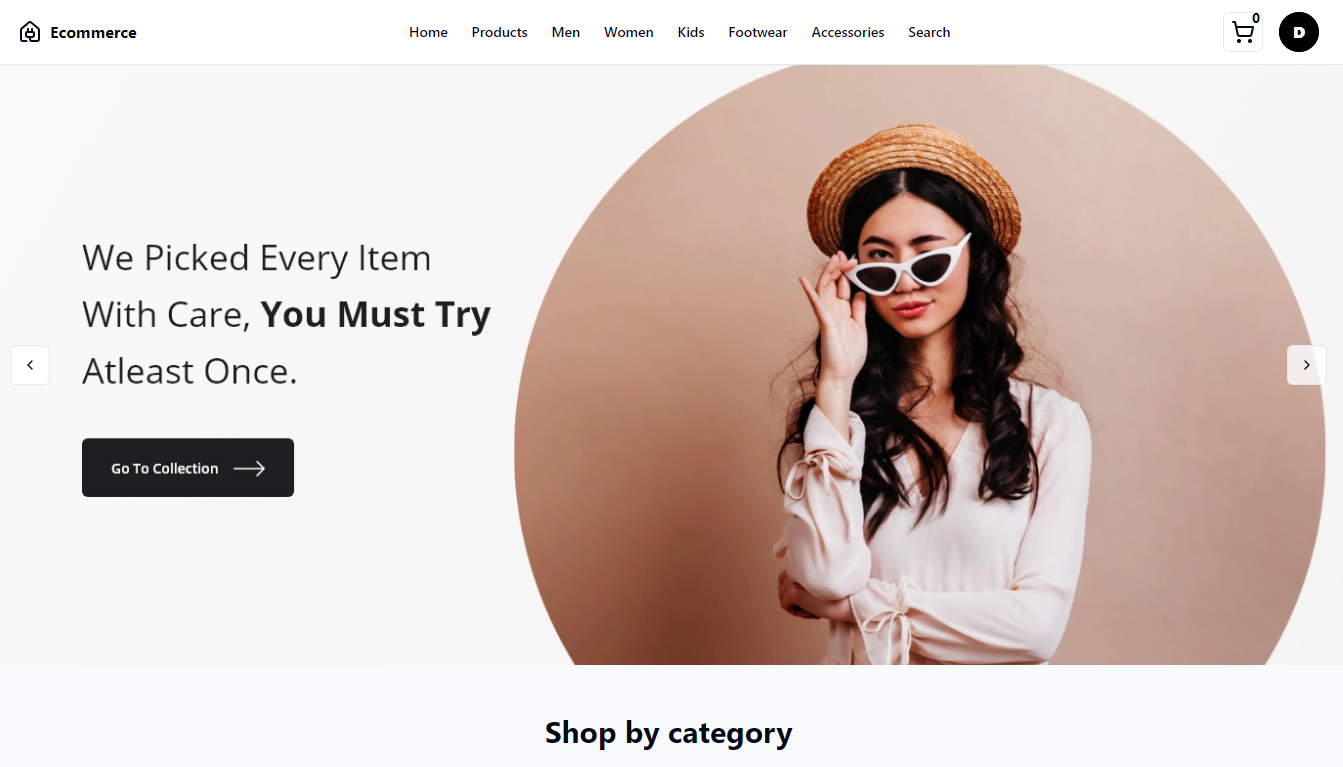 Ecommerce
Home Products Men Women Kids Footwear Accessories Search
0
D
We Picked Every Item
With Care, You Must Try
Atleast Once.
Go To Collection
Shop by category